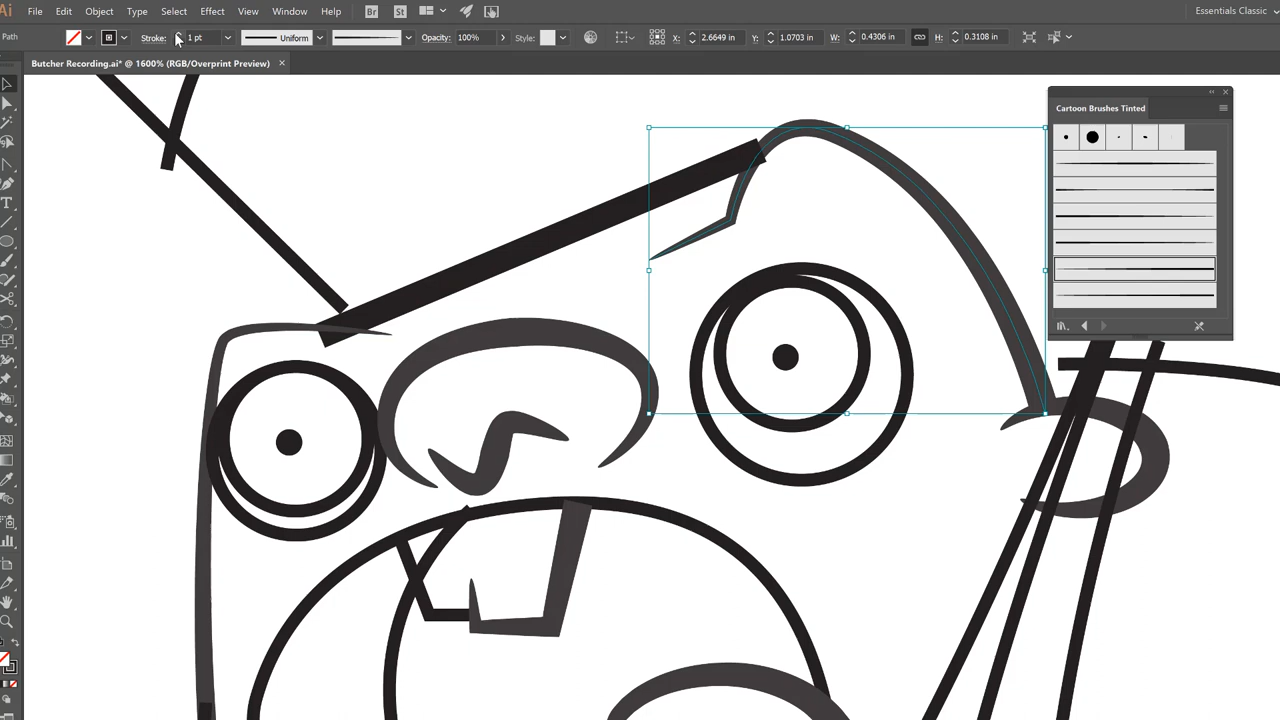 Ai File Edit Object Type Select Effect View Window Help Br St Essentials Classic
Path Stroke: 1 pt Uniform Opacity: 100% Style: X: 2.6649 in Y: 1.0703 in W: 0.4306 in H: 0.3108 in
Butcher Recording.ai* @ 1600% (RGB/Overprint Preview)
Cartoon Brushes Tinted